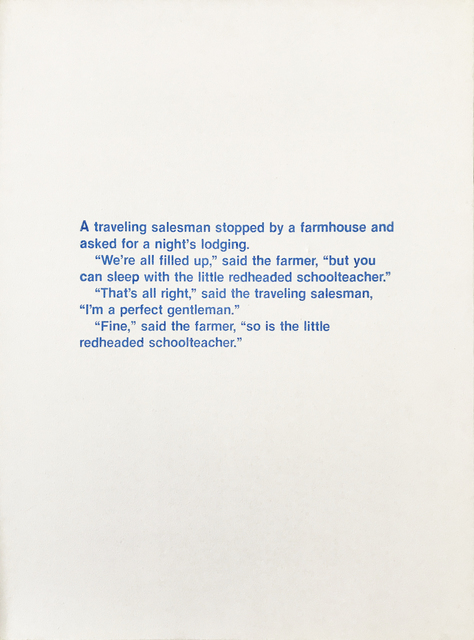 A traveling salesman stopped by a farmhouse and
asked for a night's lodging.
“We're all filled up,” said the farmer, “but you
can sleep with the little redheaded schoolteacher.”
“That's all right,” said the traveling salesman,
“I'm a perfect gentleman.”
“Fine,” said the farmer, “so is the little
redheaded schoolteacher.”